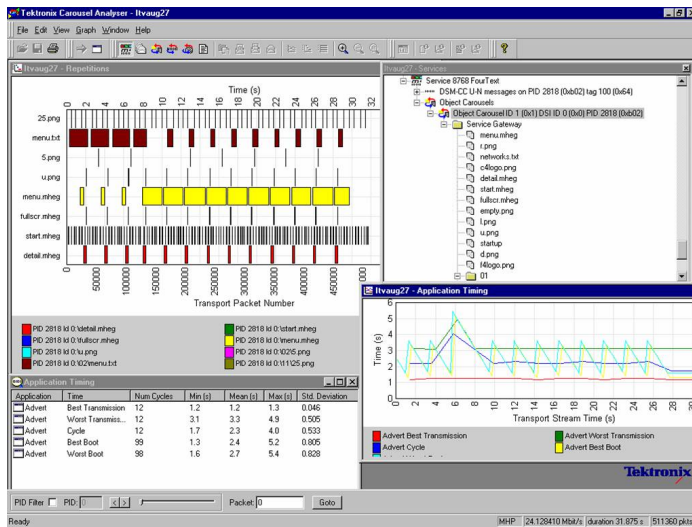 Tektronix Carousel Analyser - ltvaug27
File Edit View Graph Window Help
ltvaug27 - Repetitions
Time (s)
0 2 4 6 8 10 12 14 16 18 20 22 24 26 28 30 32
25.png
menu.txt
5.png
u.png
menu.mheg
fullscr.mheg
start.mheg
detail.mheg
0 50000 100000 150000 200000 250000 300000 350000 400000 450000
Transport Packet Number
PID 2818 Id 0:\detail.mheg
PID 2818 Id 0:\start.mheg
PID 2818 Id 0:\fullscr.mheg
PID 2818 Id 0:\menu.mheg
PID 2818 Id 0:\u.png
PID 2818 Id 0:\02\5.png
PID 2818 Id 0:\02\menu.txt
PID 2818 Id 0:\11\25.png
ltvaug27 - Services
Service 8768 FourText
DSM-CC U-N messages on PID 2818 (0xb02) tag 100 (0x64)
Object Carousels
Object Carousel ID 1 (0x1) DSI ID 0 (0x0) PID 2818 (0xb02)
Service Gateway
menu.mheg
r.png
networks.txt
c4logo.png
detail.mheg
start.mheg
fullscr.mheg
empty.png
l.png
u.png
startup
d.png
f4logo.png
01
ltvaug27 - Application Timing
Time (s)
6
5
4
3
2
1
0
0 2 4 6 8 10 12 14 16 18 20 22 24 26 28
Transport Stream Time (s)
Advert Best Transmission
Advert Worst Transmission
Advert Cycle
Advert Best Boot
Application Timing
Application Time Num Cycles Min (s) Mean (s) Max (s) Std. Deviation
Advert Best Transmission 12 1.2 1.2 1.3 0.046
Advert Worst Transmiss... 12 3.1 3.3 4.9 0.505
Advert Cycle 12 1.7 2.3 4.0 0.533
Advert Best Boot 99 1.3 2.4 5.2 0.805
Advert Worst Boot 98 1.6 2.7 5.4 0.828
Tektronix
PID Filter PID: 0 < > Packet: 0 Goto
Ready
MHP 24.128410 Mbit/s duration 31.875 s 511360 pkts